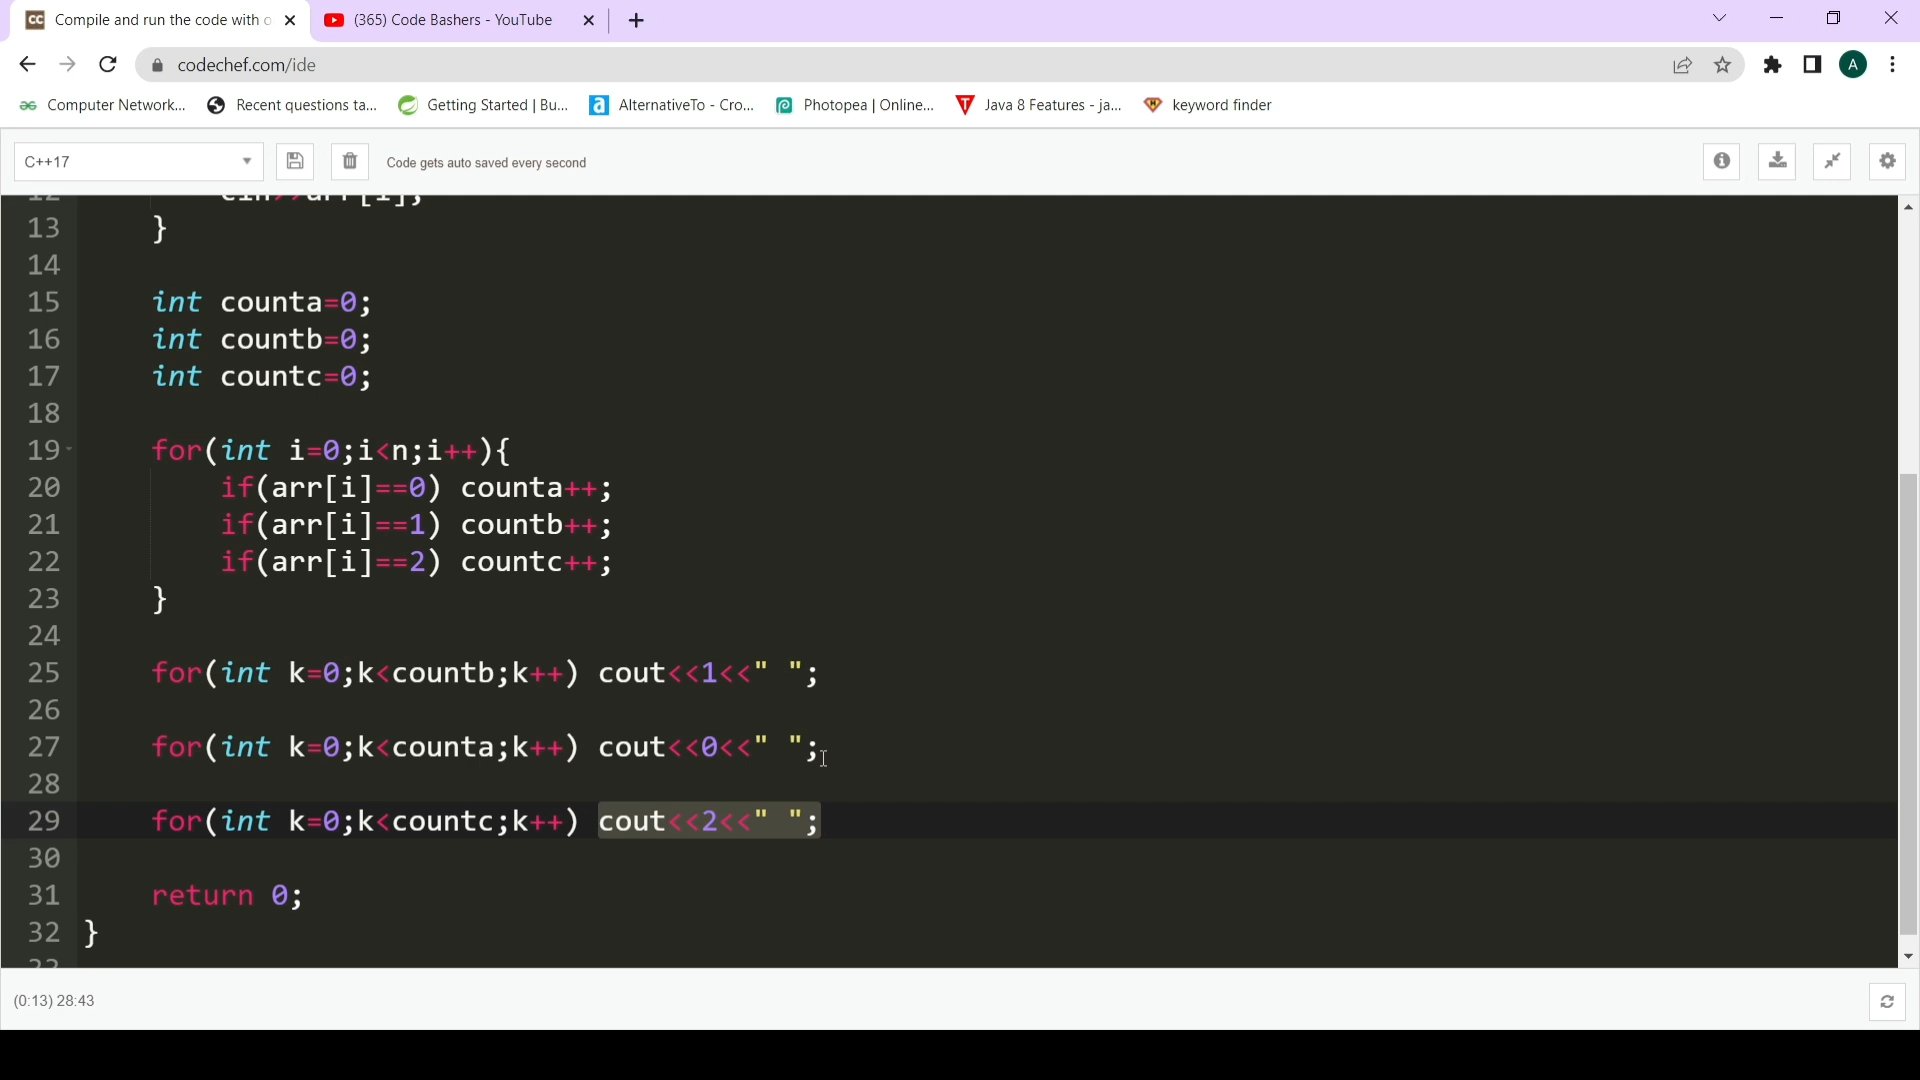 Compile and run the code with
(365) Code Bashers - YouTube
codechef.com/ide
A
Computer Network...
Recent questions ta...
Getting Started | Bu...
AlternativeTo - Cro...
Photopea | Online...
Java 8 Features - ja...
keyword finder
C++17
Code gets auto saved every second
12 cin>>arr[i];
13 }
14
15 int counta=0;
16 int countb=0;
17 int countc=0;
18
19 for(int i=0;i<n;i++){
20 if(arr[i]==0) counta++;
21 if(arr[i]==1) countb++;
22 if(arr[i]==2) countc++;
23 }
24
25 for(int k=0;k<countb;k++) cout<<1<<" ";
26
27 for(int k=0;k<counta;k++) cout<<0<<" ";
28
29 for(int k=0;k<countc;k++) cout<<2<<" ";
30
31 return 0;
32 }
33
(0:13) 28:43